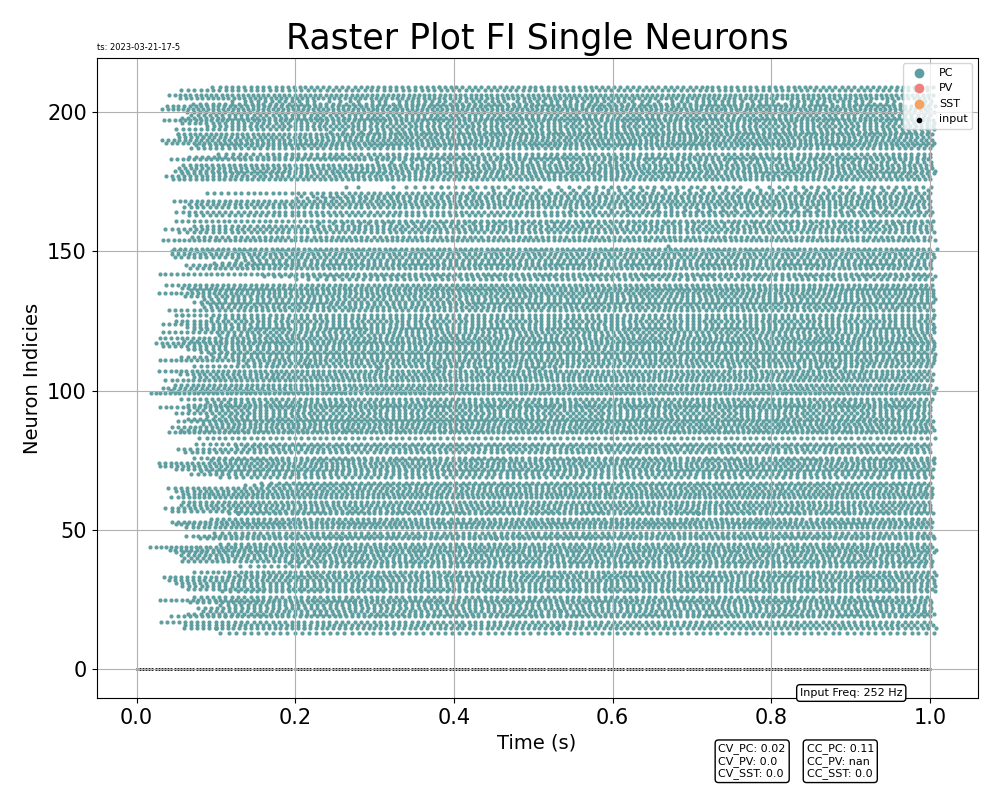 Raster Plot FI Single Neurons
ts: 2023-03-21-17-5
PC
PV
SST
input
200
150
100
50
0
Neuron Indicies
0.0
0.2
0.4
0.6
0.8
1.0
Time (s)
Input Freq: 252 Hz
CV_PC: 0.02
CV_PV: 0.0
CV_SST: 0.0
CC_PC: 0.11
CC_PV: nan
CC_SST: 0.0